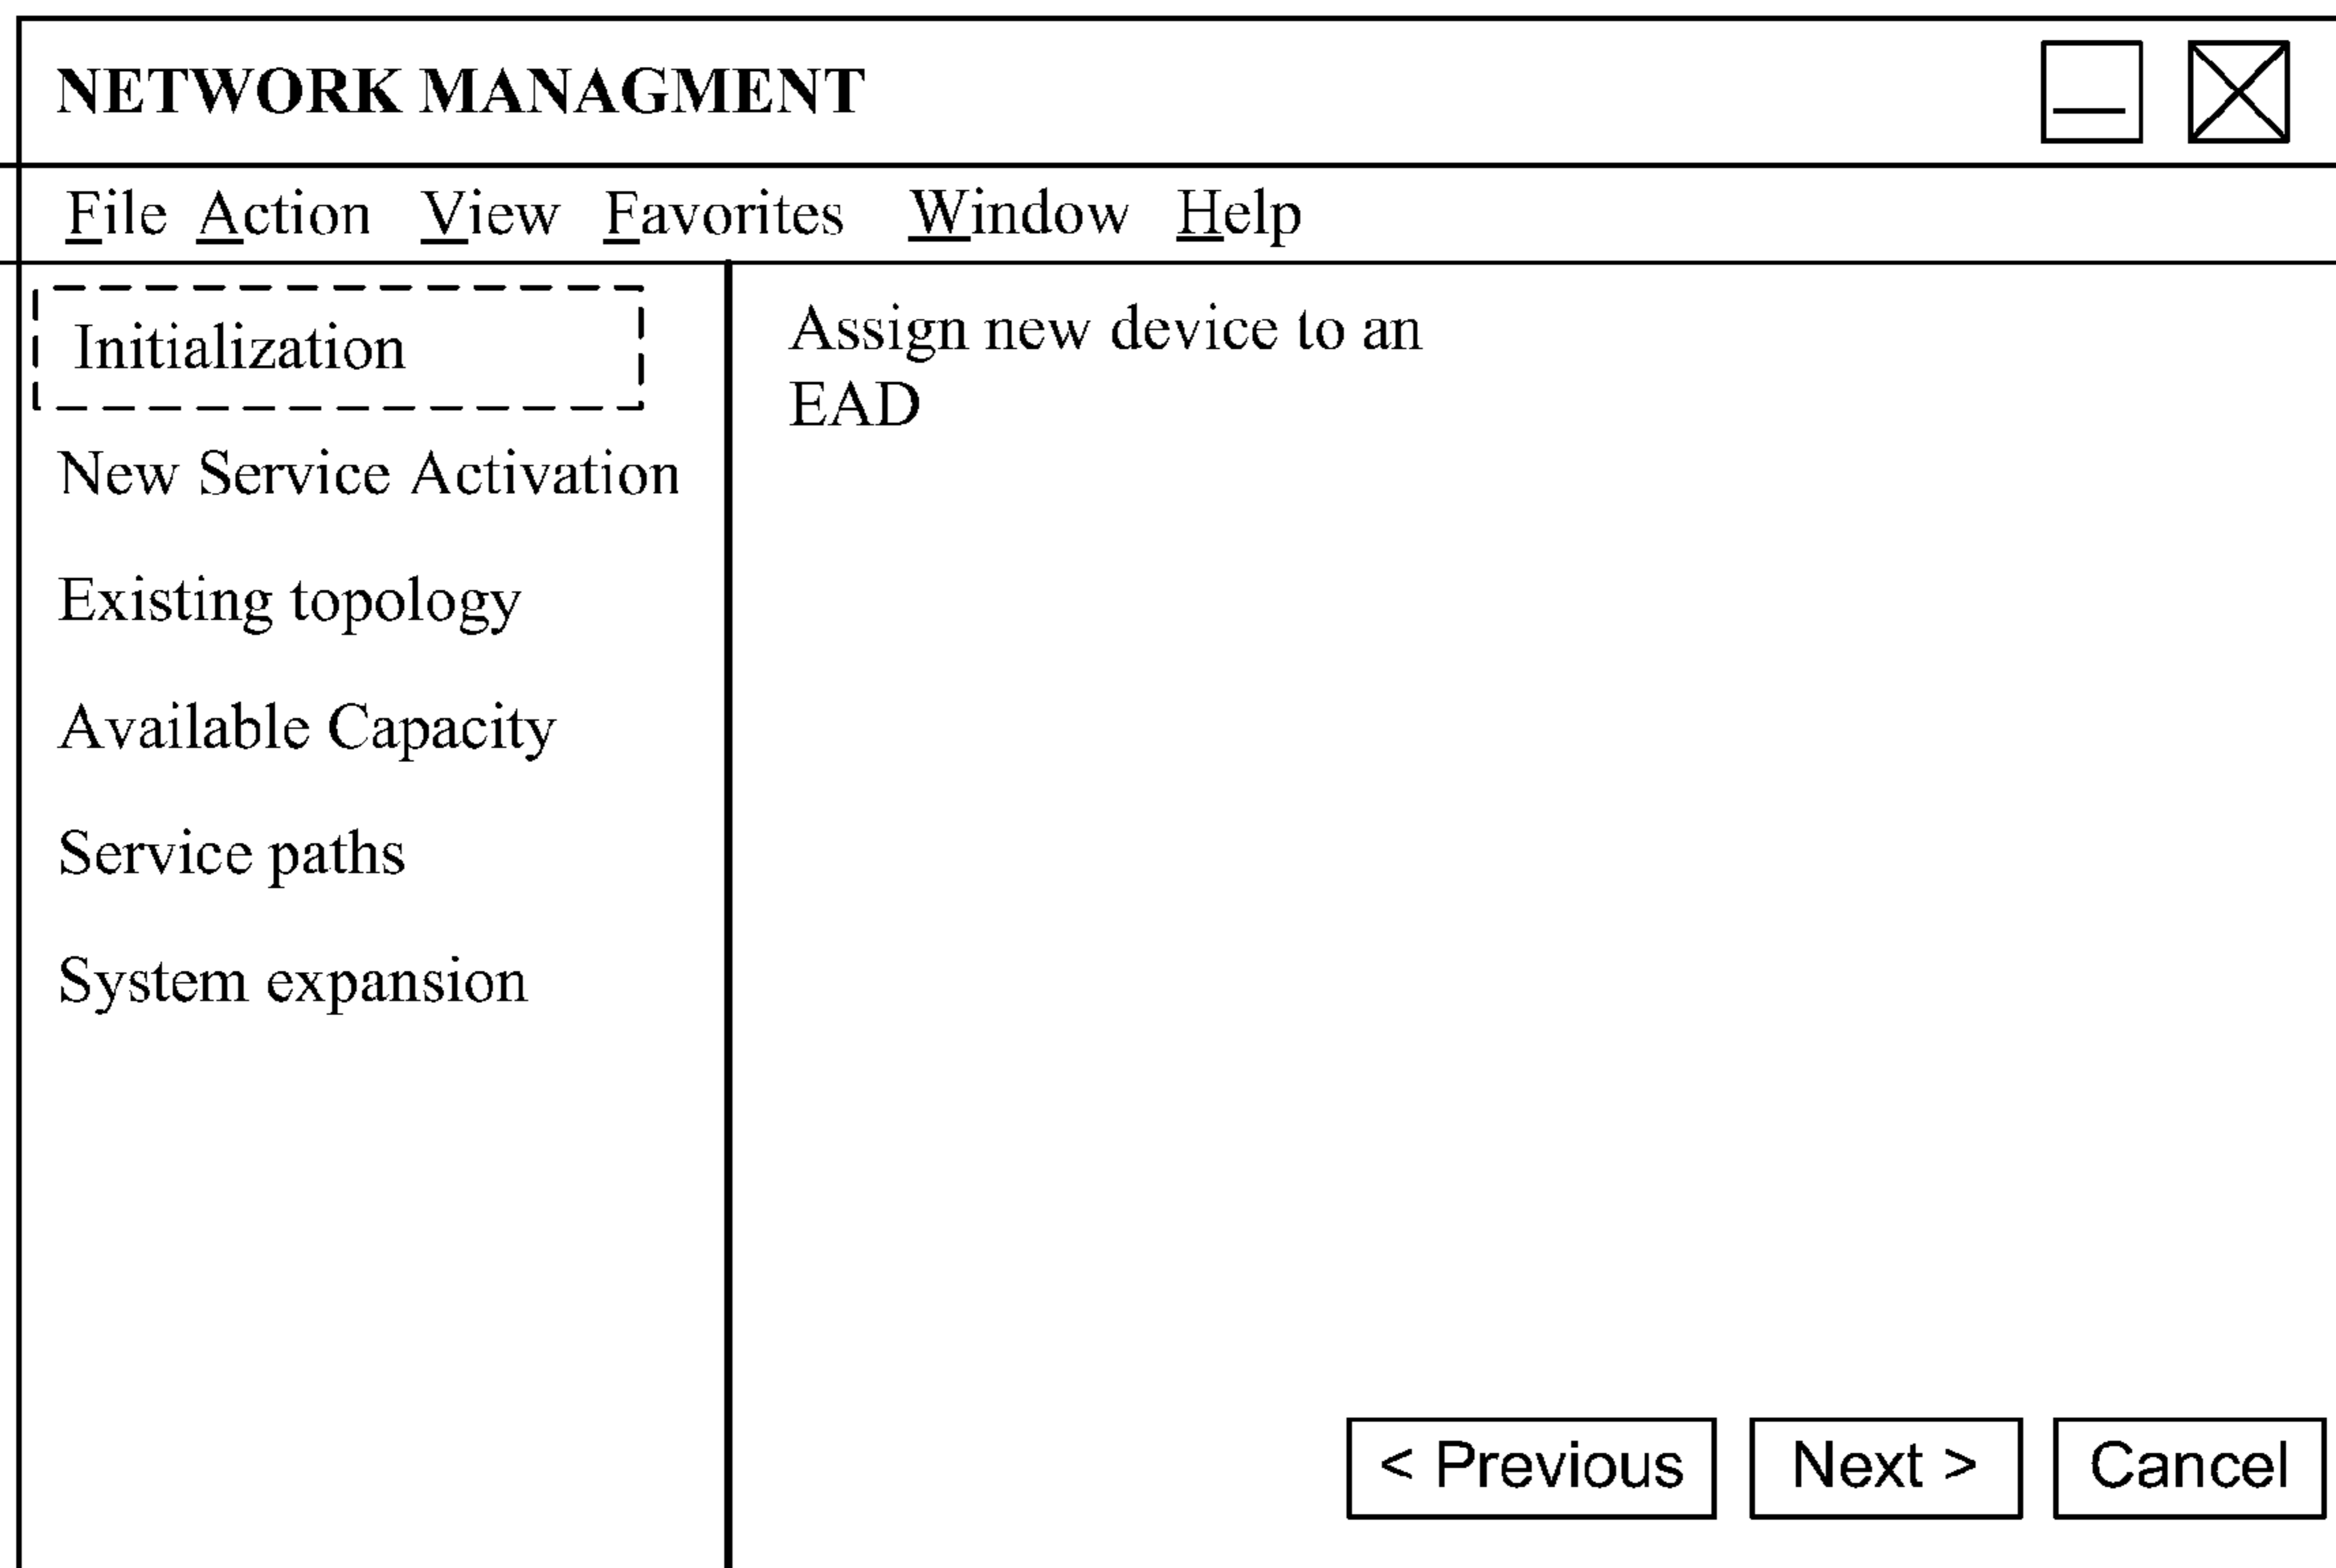 NETWORK MANAGMENT
File Action View Favorites Window Help
Initialization
New Service Activation
Existing topology
Available Capacity
Service paths
System expansion
Assign new device to an
EAD
< Previous Next > Cancel